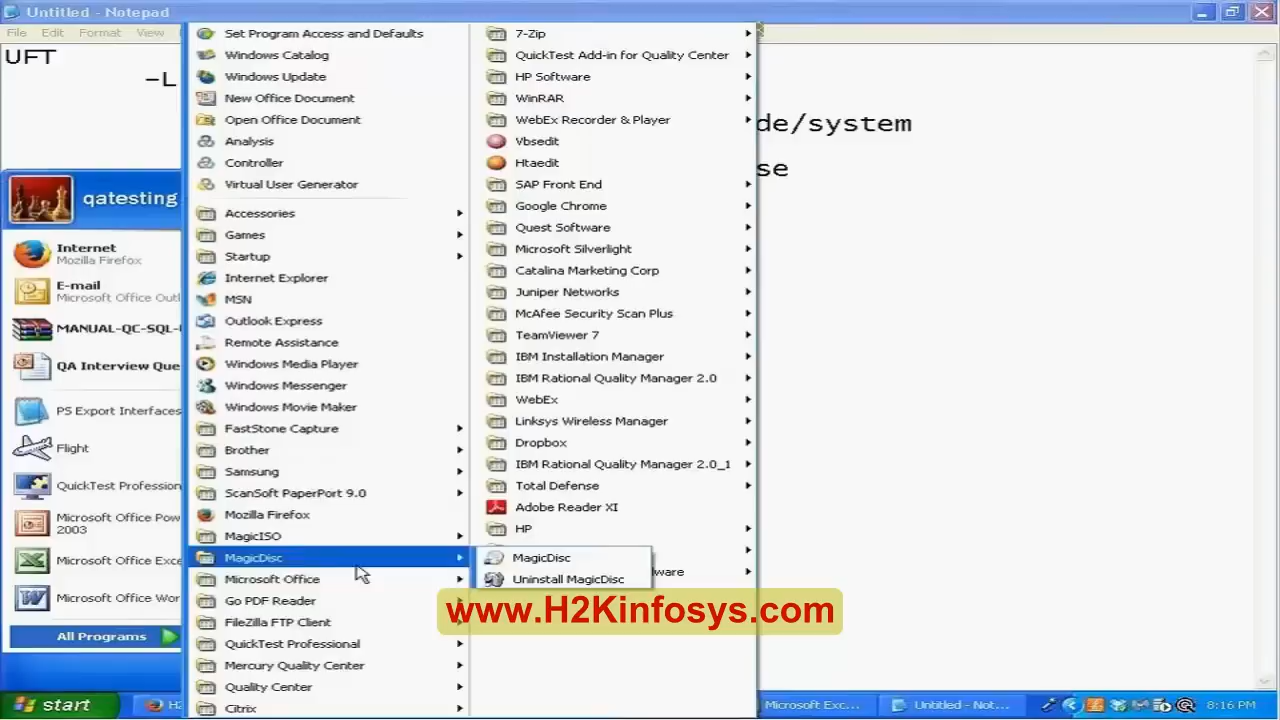 Untitled - Notepad
File Edit Format View
UFT
-L
de/system
se
qatesting
Internet
Mozilla Firefox
E-mail
Microsoft Office Outl
MANUAL-QC-SQL-
QA Interview Que
PS Export Interfaces
Flight
QuickTest Profession
Microsoft Office Pow
2003
Microsoft Office Exce
Microsoft Office Wor
All Programs
Set Program Access and Defaults
Windows Catalog
Windows Update
New Office Document
Open Office Document
Analysis
Controller
Virtual User Generator
Accessories
Games
Startup
Internet Explorer
MSN
Outlook Express
Remote Assistance
Windows Media Player
Windows Messenger
Windows Movie Maker
FastStone Capture
Brother
Samsung
ScanSoft PaperPort 9.0
Mozilla Firefox
MagicISO
MagicDisc
Microsoft Office
Go PDF Reader
FileZilla FTP Client
QuickTest Professional
Mercury Quality Center
Quality Center
Citrix
7-Zip
QuickTest Add-in for Quality Center
HP Software
WinRAR
WebEx Recorder & Player
Vbsedit
Htaedit
SAP Front End
Google Chrome
Quest Software
Microsoft Silverlight
Catalina Marketing Corp
Juniper Networks
McAfee Security Scan Plus
TeamViewer 7
IBM Installation Manager
IBM Rational Quality Manager 2.0
WebEx
Linksys Wireless Manager
Dropbox
IBM Rational Quality Manager 2.0_1
Total Defense
Adobe Reader XI
HP
MagicDisc
Uninstall MagicDisc
ware
www.H2Kinfosys.com
start
H2
Microsoft Exc...
Untitled - Not...
8:16 PM